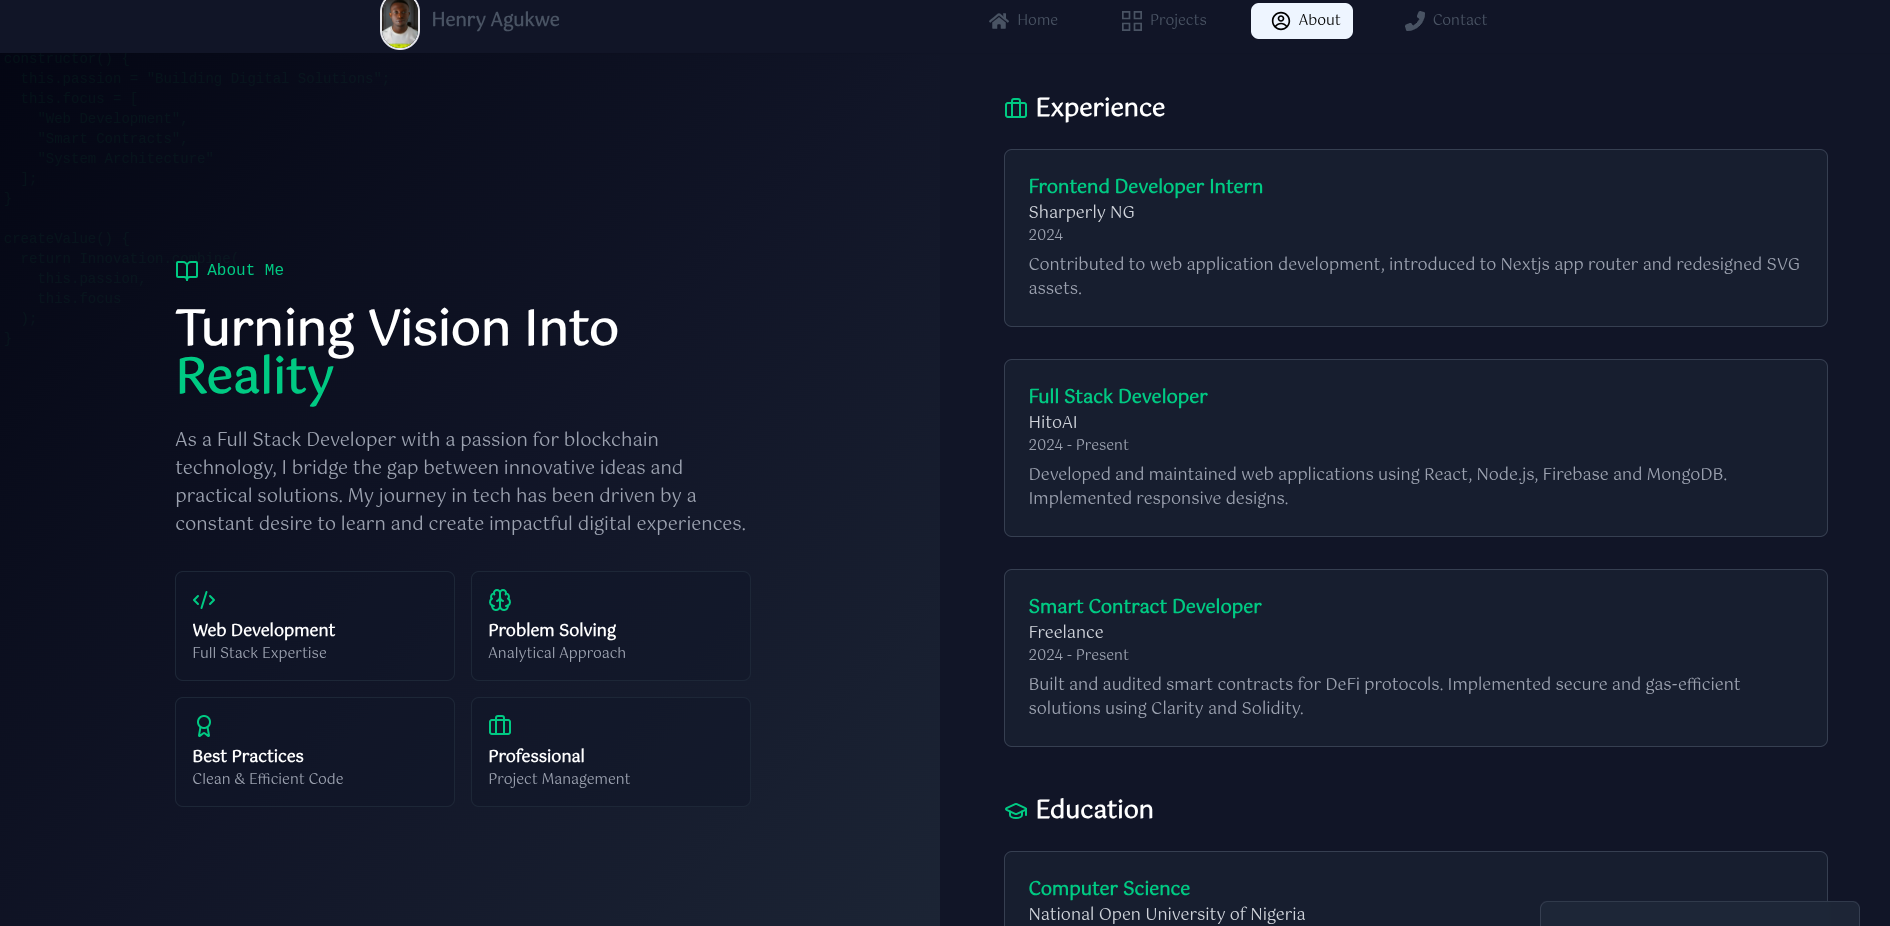 Henry Agukwe
Home
Projects
About
Contact
constructor() {
this.passion = "Building Digital Solutions";
this.focus = [
"Web Development",
"Smart Contracts",
"System Architecture"
];
}
createValue() {
return Innovation
this.passion,
this.focus
);
}
About Me
Turning Vision Into
Reality
As a Full Stack Developer with a passion for blockchain
technology, I bridge the gap between innovative ideas and
practical solutions. My journey in tech has been driven by a
constant desire to learn and create impactful digital experiences.
Web Development
Full Stack Expertise
Problem Solving
Analytical Approach
Best Practices
Clean & Efficient Code
Professional
Project Management
Experience
Frontend Developer Intern
Sharperly NG
2024
Contributed to web application development, introduced to Nextjs app router and redesigned SVG
assets.
Full Stack Developer
HitoAI
2024 - Present
Developed and maintained web applications using React, Node.js, Firebase and MongoDB.
Implemented responsive designs.
Smart Contract Developer
Freelance
2024 - Present
Built and audited smart contracts for DeFi protocols. Implemented secure and gas-efficient
solutions using Clarity and Solidity.
Education
Computer Science
National Open University of Nigeria